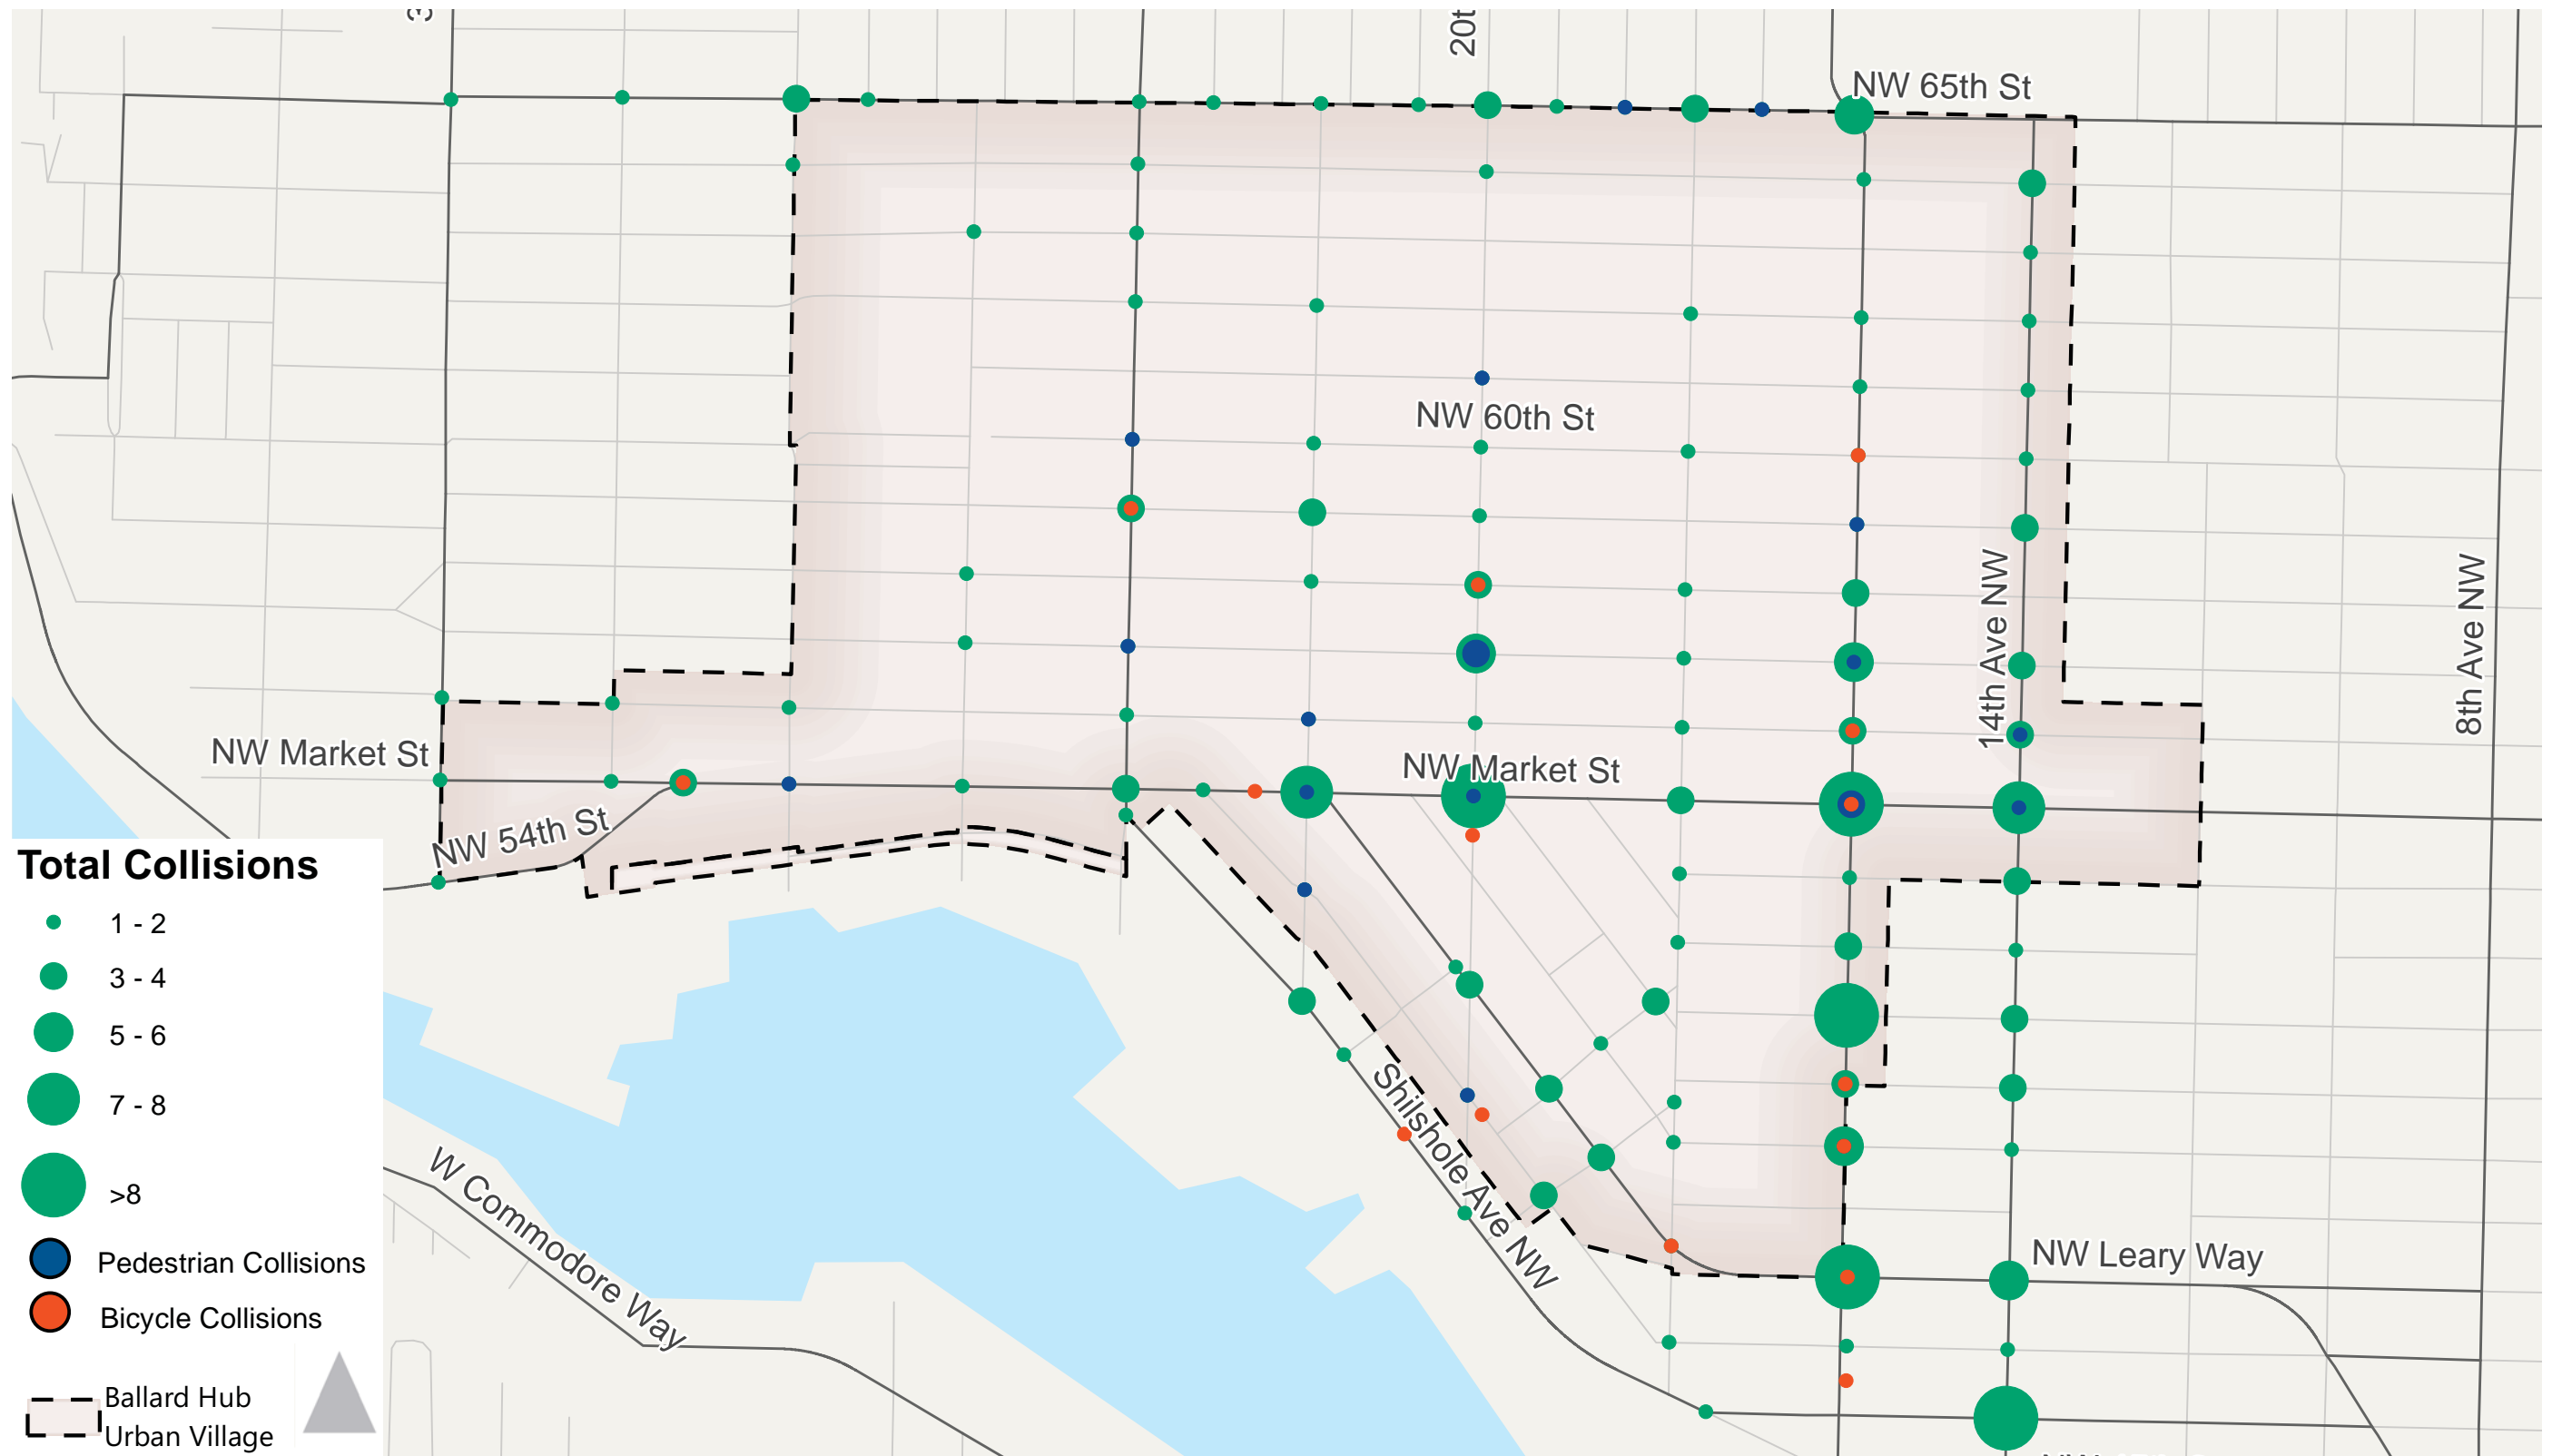 20t
NW 65th St
NW 60th St
14th Ave NW
8th Ave NW
NW Market St
NW Market St
NW 54th St
Shilshole Ave NW
W Commodore Way
NW Leary Way
Total Collisions
1 - 2
3 - 4
5 - 6
7 - 8
>8
Pedestrian Collisions
Bicycle Collisions
Ballard Hub
Urban Village